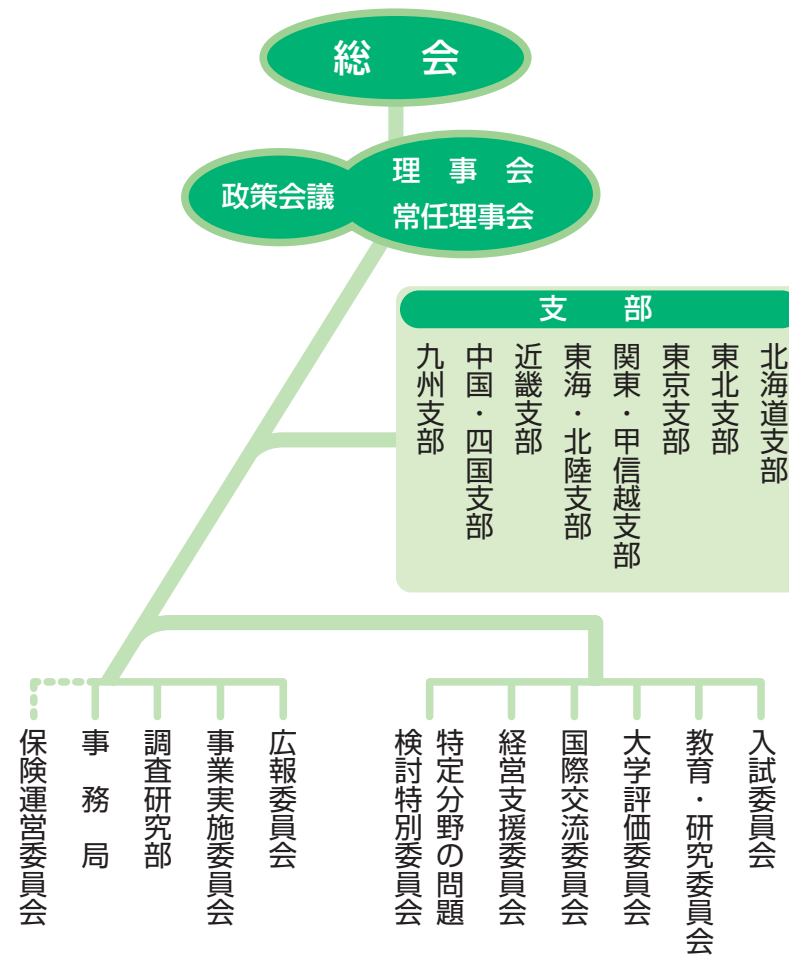 総　会
政策会議
理　事　会
常任理事会
支　部
北海道支部
東北支部
東京支部
関東・甲信越支部
東海・北陸支部
近畿支部
中国・四国支部
九州支部
入試委員会
教育・研究委員会
大学評価委員会
国際交流委員会
経営支援委員会
特定分野の問題
検討特別委員会
広報委員会
事業実施委員会
調査研究部
事　務　局
保険運営委員会